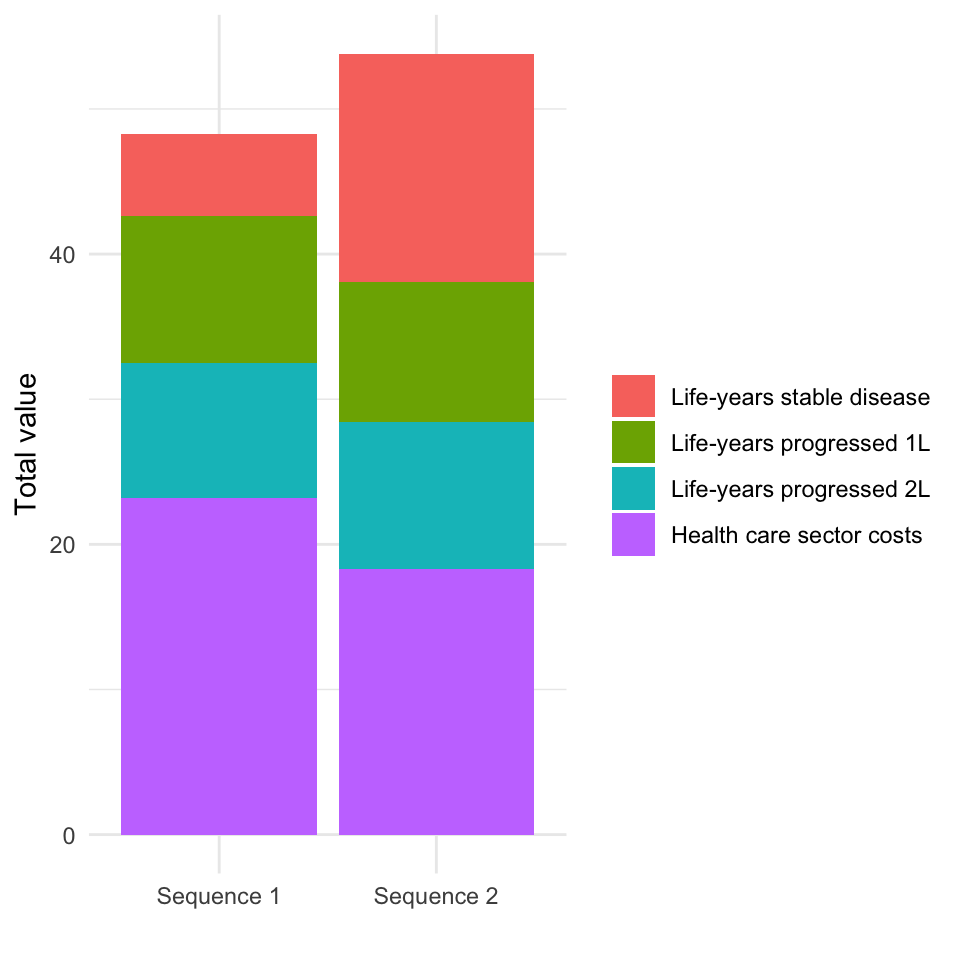 Total value
40
20
0
Sequence 1
Sequence 2
Life-years stable disease
Life-years progressed 1L
Life-years progressed 2L
Health care sector costs